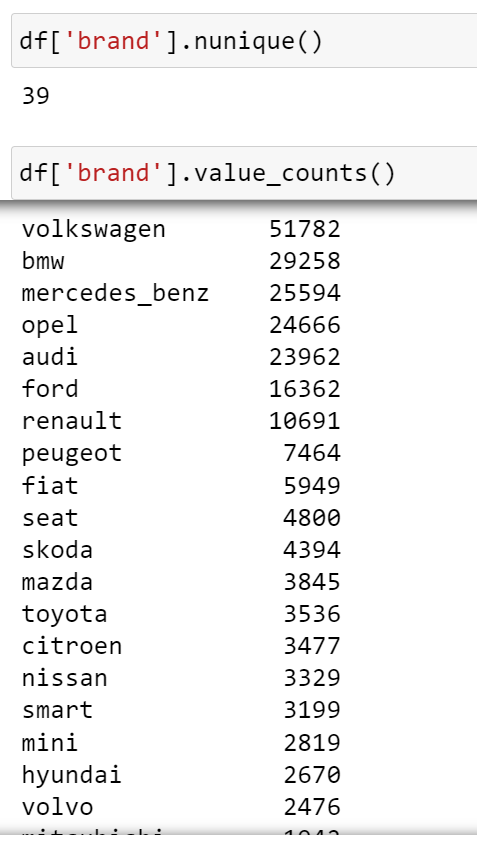 df['brand'].nunique()
39
df['brand'].value_counts()
volkswagen 51782
bmw 29258
mercedes_benz 25594
opel 24666
audi 23962
ford 16362
renault 10691
peugeot 7464
fiat 5949
seat 4800
skoda 4394
mazda 3845
toyota 3536
citroen 3477
nissan 3329
smart 3199
mini 2819
hyundai 2670
volvo 2476